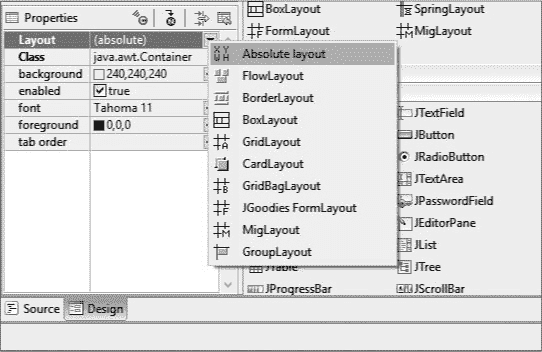 Properties
Layout (absolute)
Class java.awt.Container
background 240,240,240
enabled true
font Tahoma 11
foreground 0,0,0
tab order
BoxLayout SpringLayout
FormLayout MigLayout
Absolute layout
FlowLayout
BorderLayout
BoxLayout
GridLayout
CardLayout
GridBagLayout
JGoodies FormLayout
MigLayout
GroupLayout
JTextField
JButton
JRadioButton
JTextArea
JPasswordField
JEditorPane
JList
JTable JTree
JProgressBar JScrollBar
Source Design